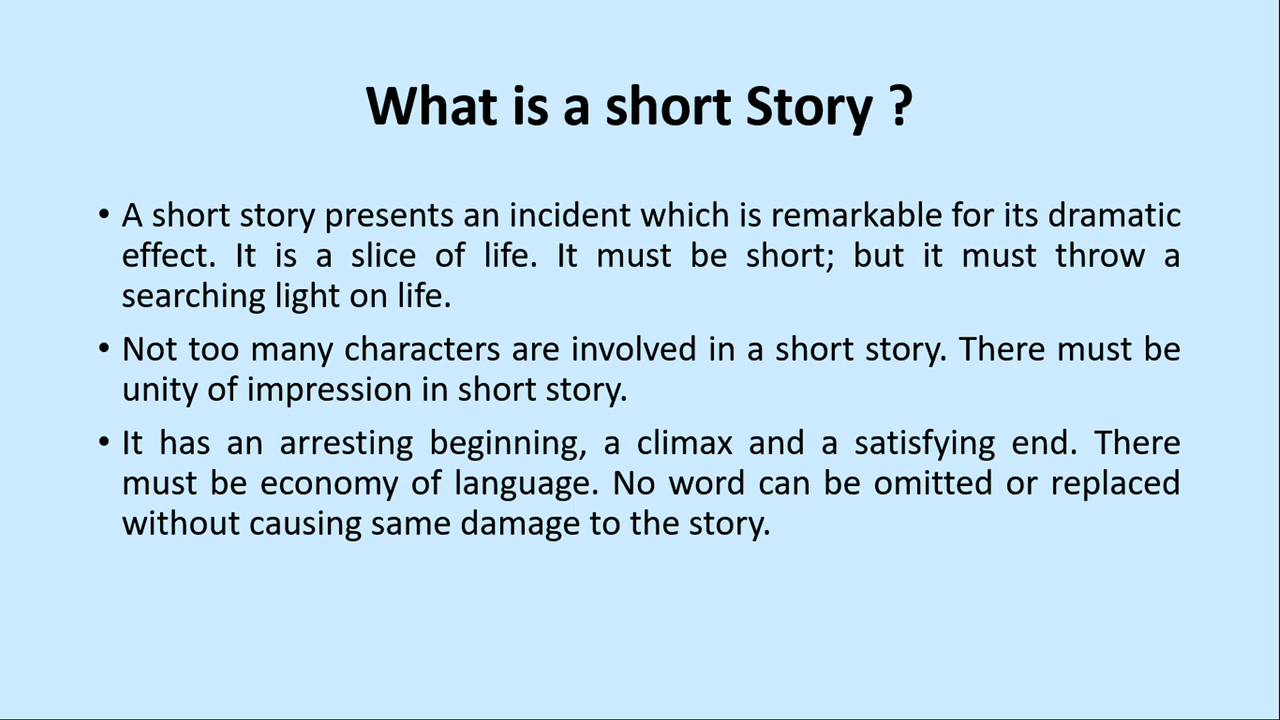 What is a short Story ?
• A short story presents an incident which is remarkable for its dramatic
effect. It is a slice of life. It must be short; but it must throw a
searching light on life.
• Not too many characters are involved in a short story. There must be
unity of impression in short story.
• It has an arresting beginning, a climax and a satisfying end. There
must be economy of language. No word can be omitted or replaced
without causing same damage to the story.